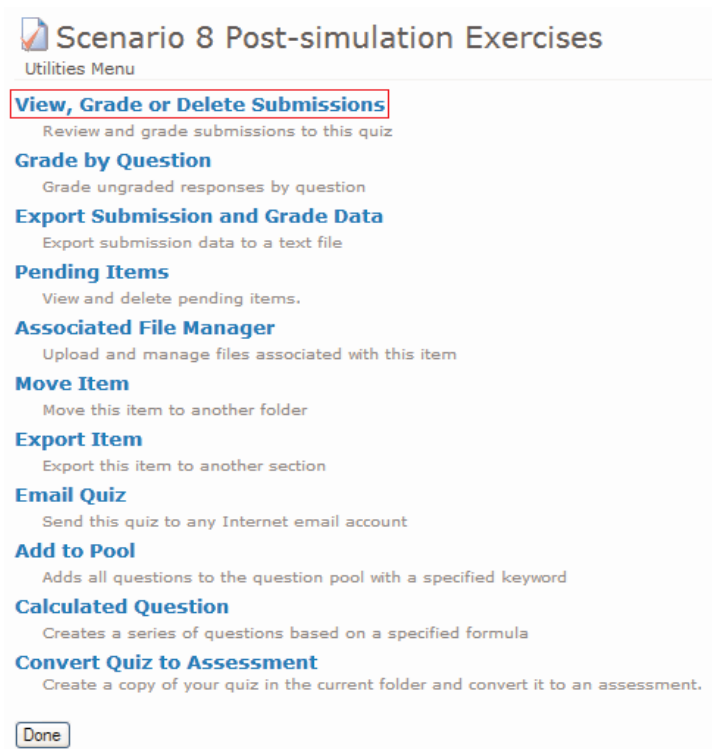 Scenario 8 Post-simulation Exercises
Utilities Menu
View, Grade or Delete Submissions
Review and grade submissions to this quiz
Grade by Question
Grade ungraded responses by question
Export Submission and Grade Data
Export submission data to a text file
Pending Items
View and delete pending items.
Associated File Manager
Upload and manage files associated with this item
Move Item
Move this item to another folder
Export Item
Export this item to another section
Email Quiz
Send this quiz to any Internet email account
Add to Pool
Adds all questions to the question pool with a specified keyword
Calculated Question
Creates a series of questions based on a specified formula
Convert Quiz to Assessment
Create a copy of your quiz in the current folder and convert it to an assessment.
Done